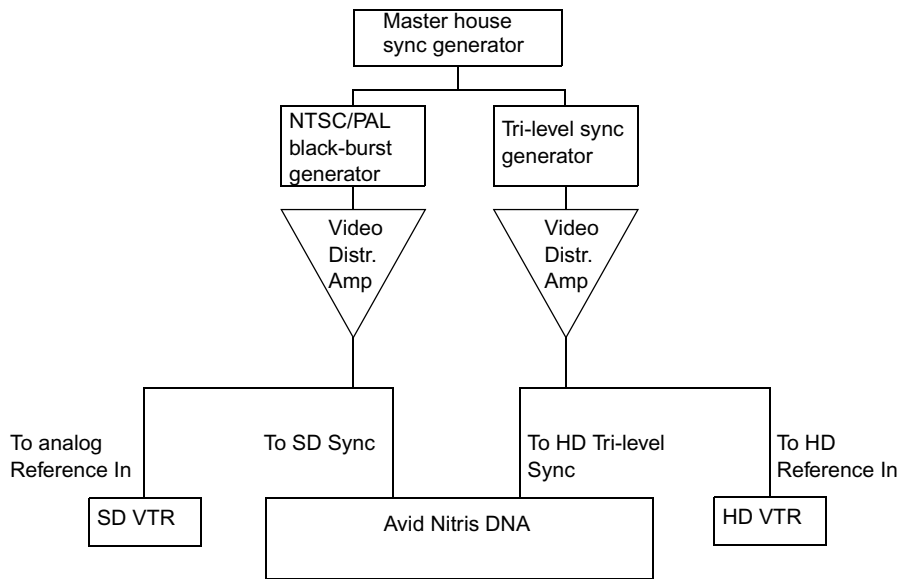 Master house
sync generator
NTSC/PAL
black-burst
generator
Tri-level sync
generator
Video
Distr.
Amp
Video
Distr.
Amp
To analog
Reference In
To SD Sync
To HD Tri-level
Sync
To HD
Reference In
SD VTR
Avid Nitris DNA
HD VTR